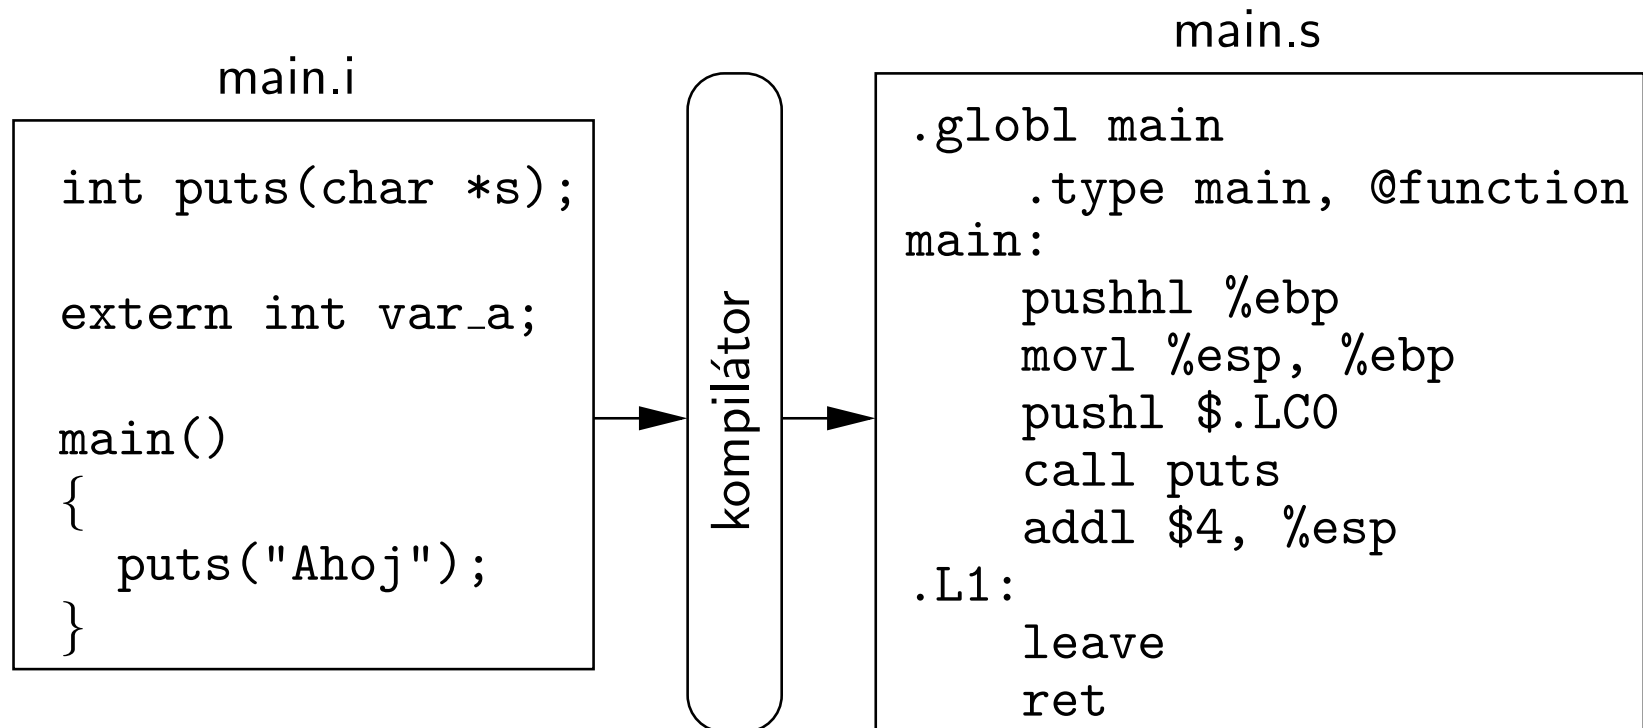 main.i
int puts(char *s);
extern int var_a;
main()
{
puts("Ahoj");
}
kompilátor
main.s
.globl main
.type main, @function
main:
pushhl %ebp
movl %esp, %ebp
pushl $.LC0
call puts
addl $4, %esp
.L1:
leave
ret